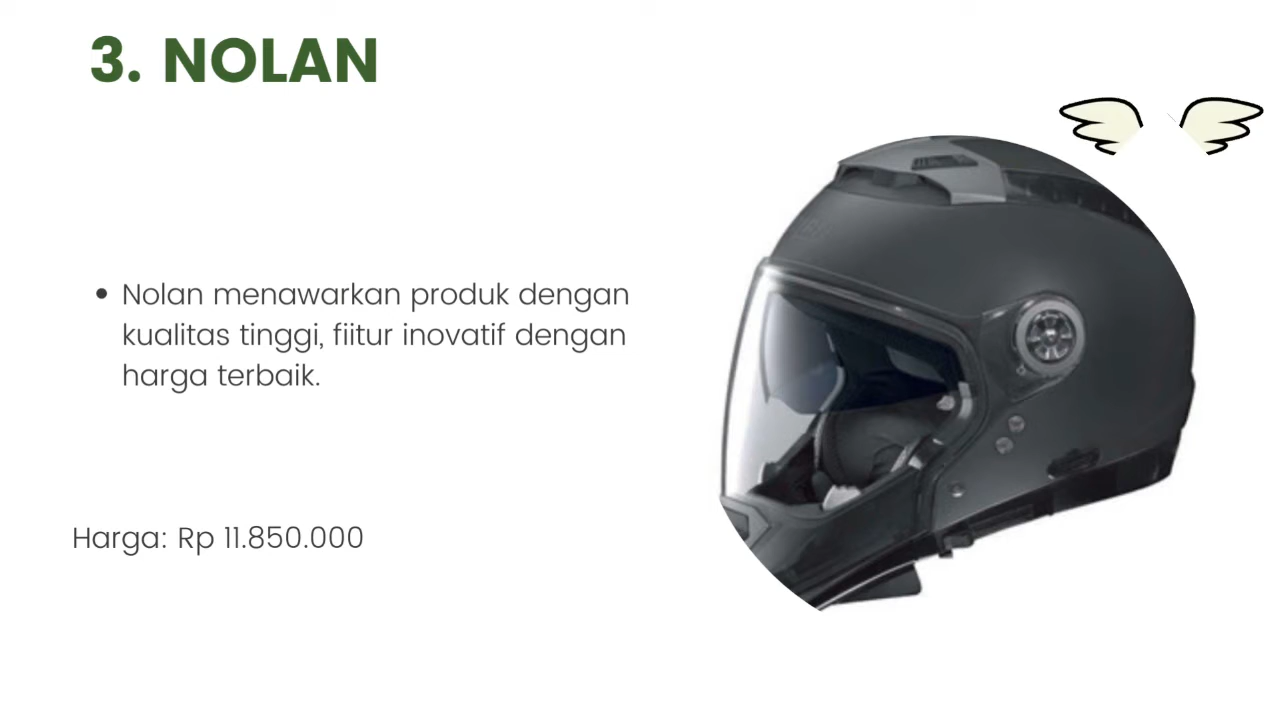 3. NOLAN
• Nolan menawarkan produk dengan
kualitas tinggi, fiitur inovatif dengan
harga terbaik.
Harga: Rp 11.850.000